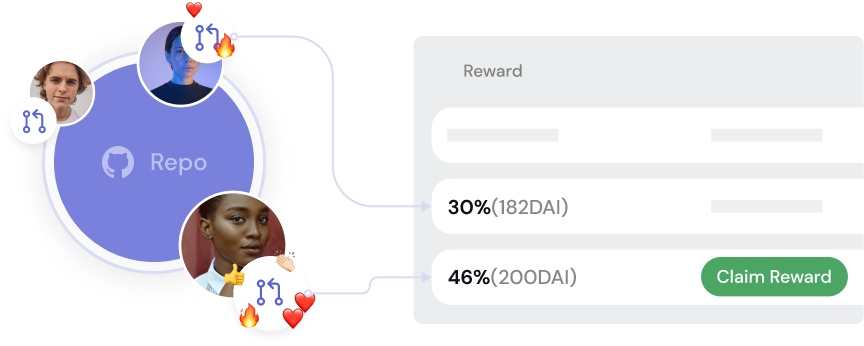 Repo
Reward
30%(182DAI)
46%(200DAI)
Claim Reward